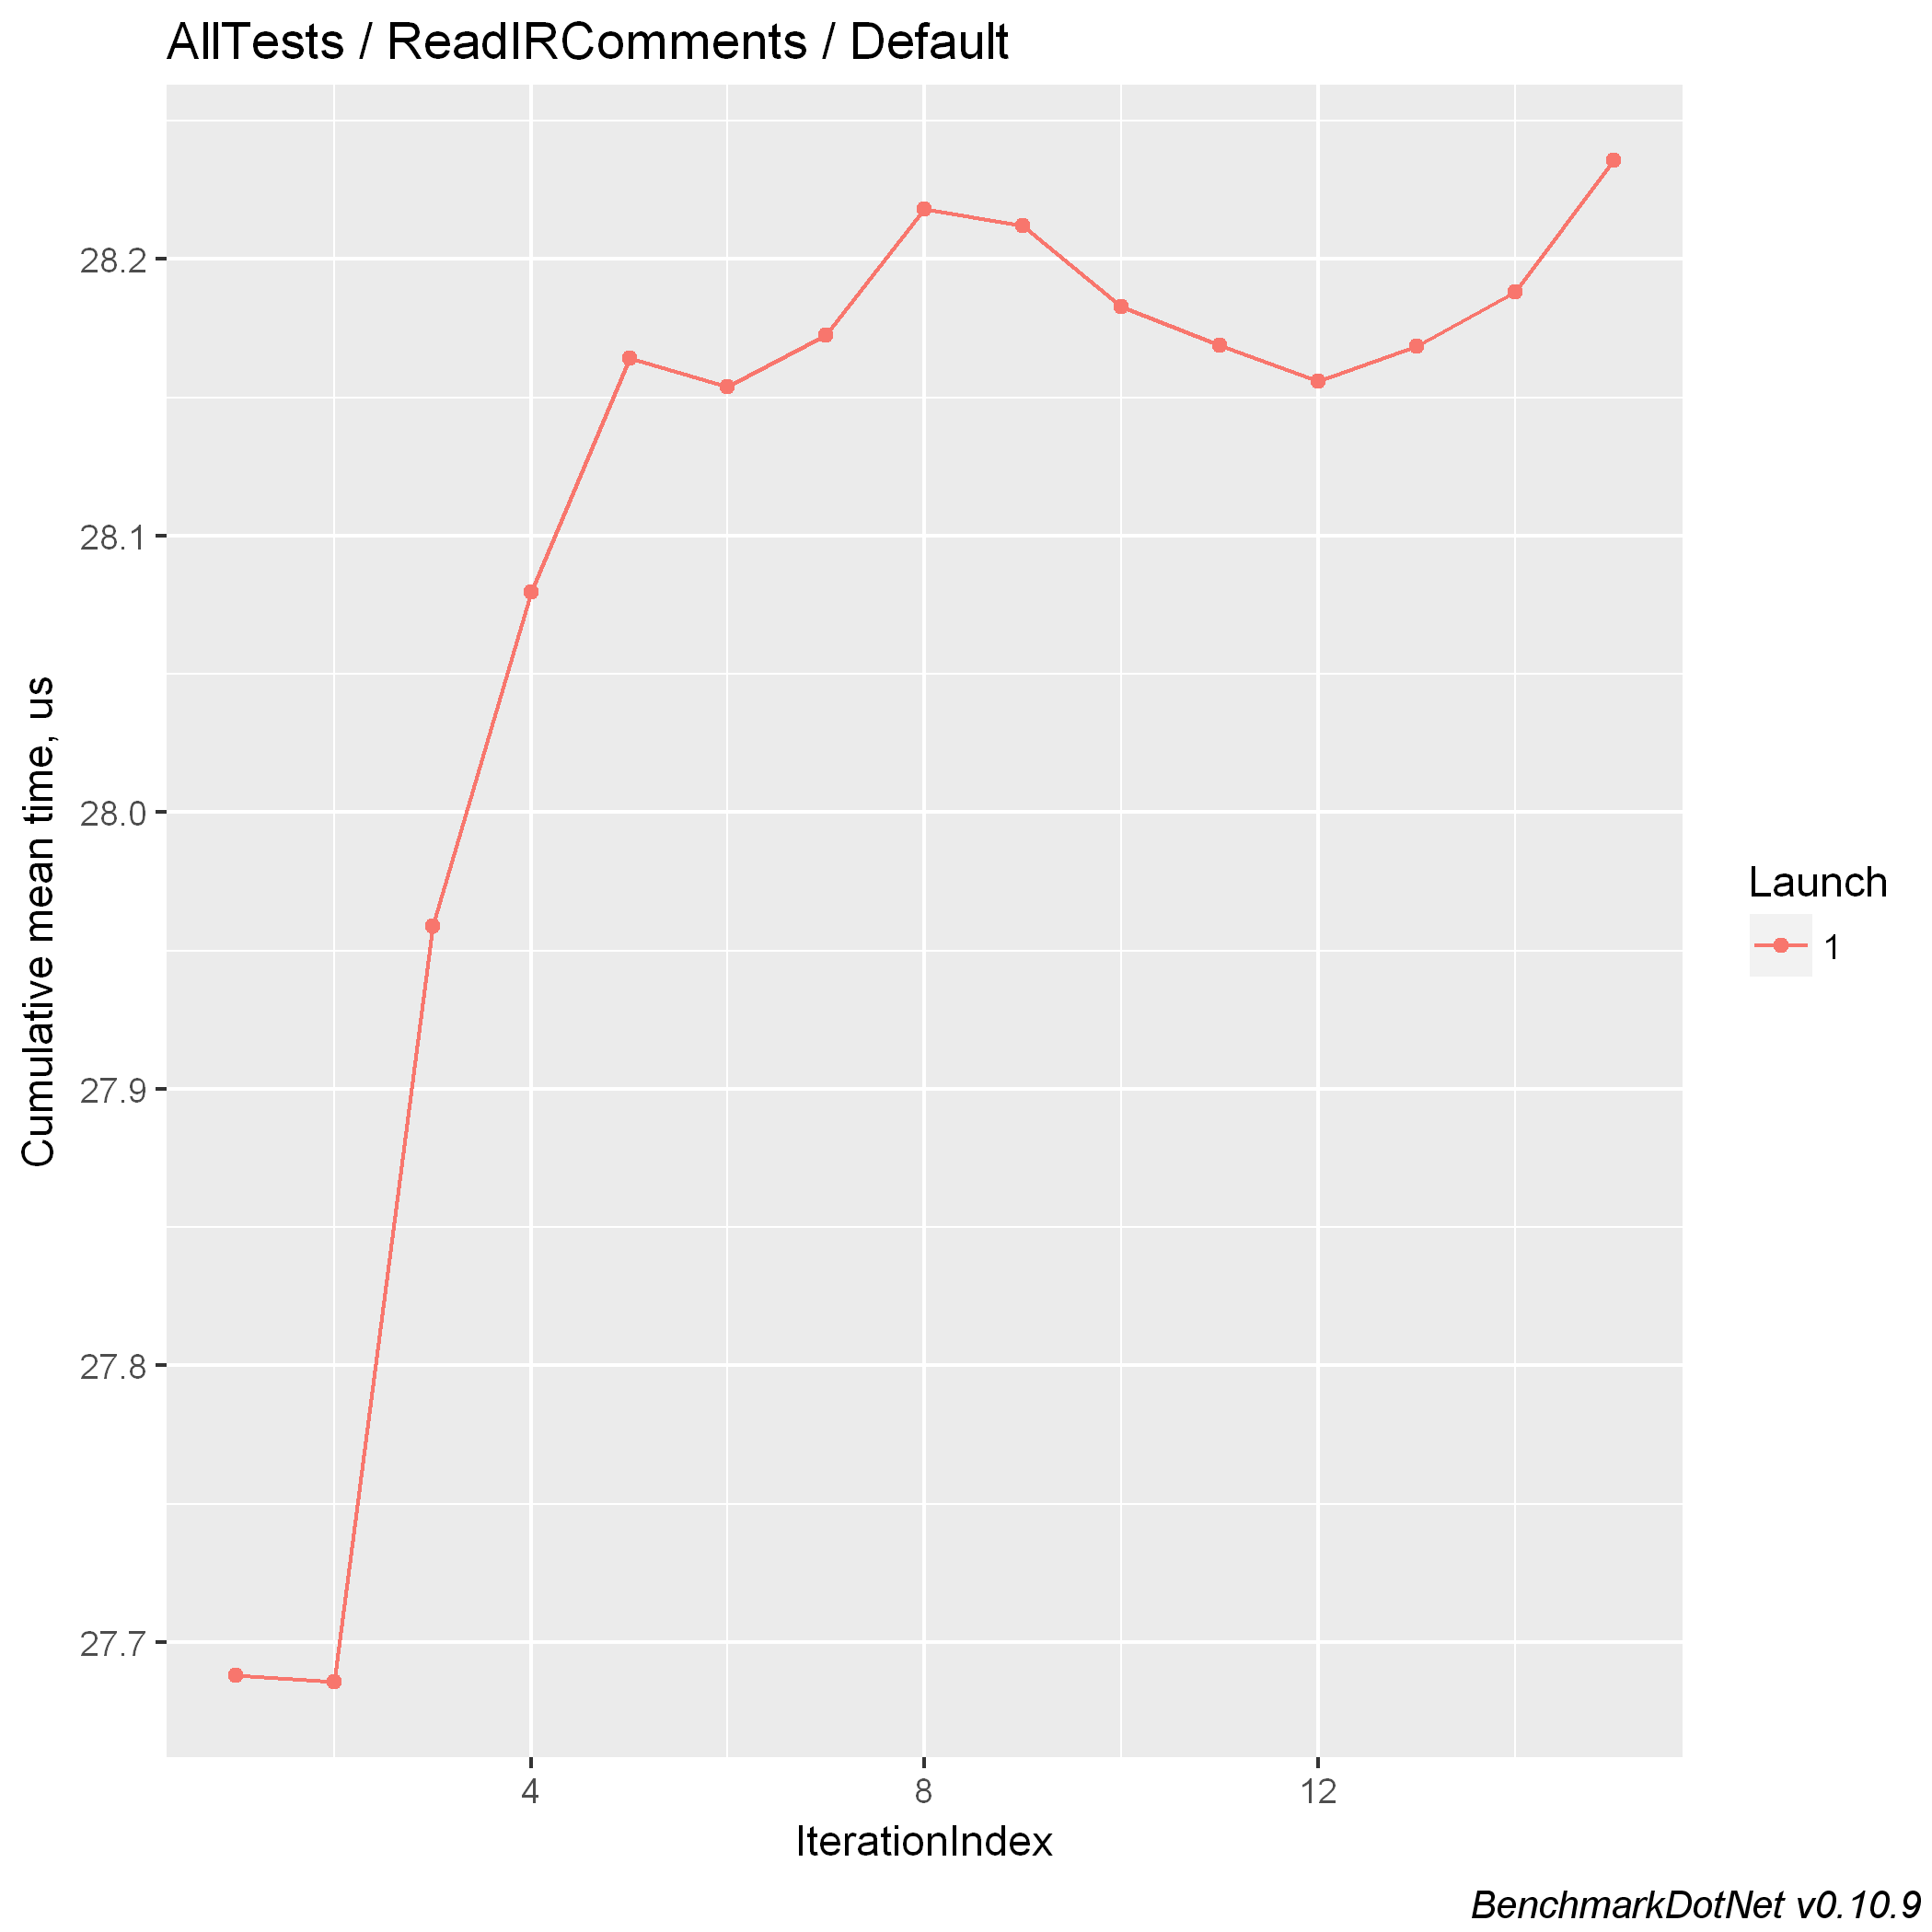 AllTests / ReadIRComments / Default
Cumulative mean time, us
28.2
28.1
28.0
27.9
27.8
27.7
4 8 12
IterationIndex
Launch
1
BenchmarkDotNet v0.10.9